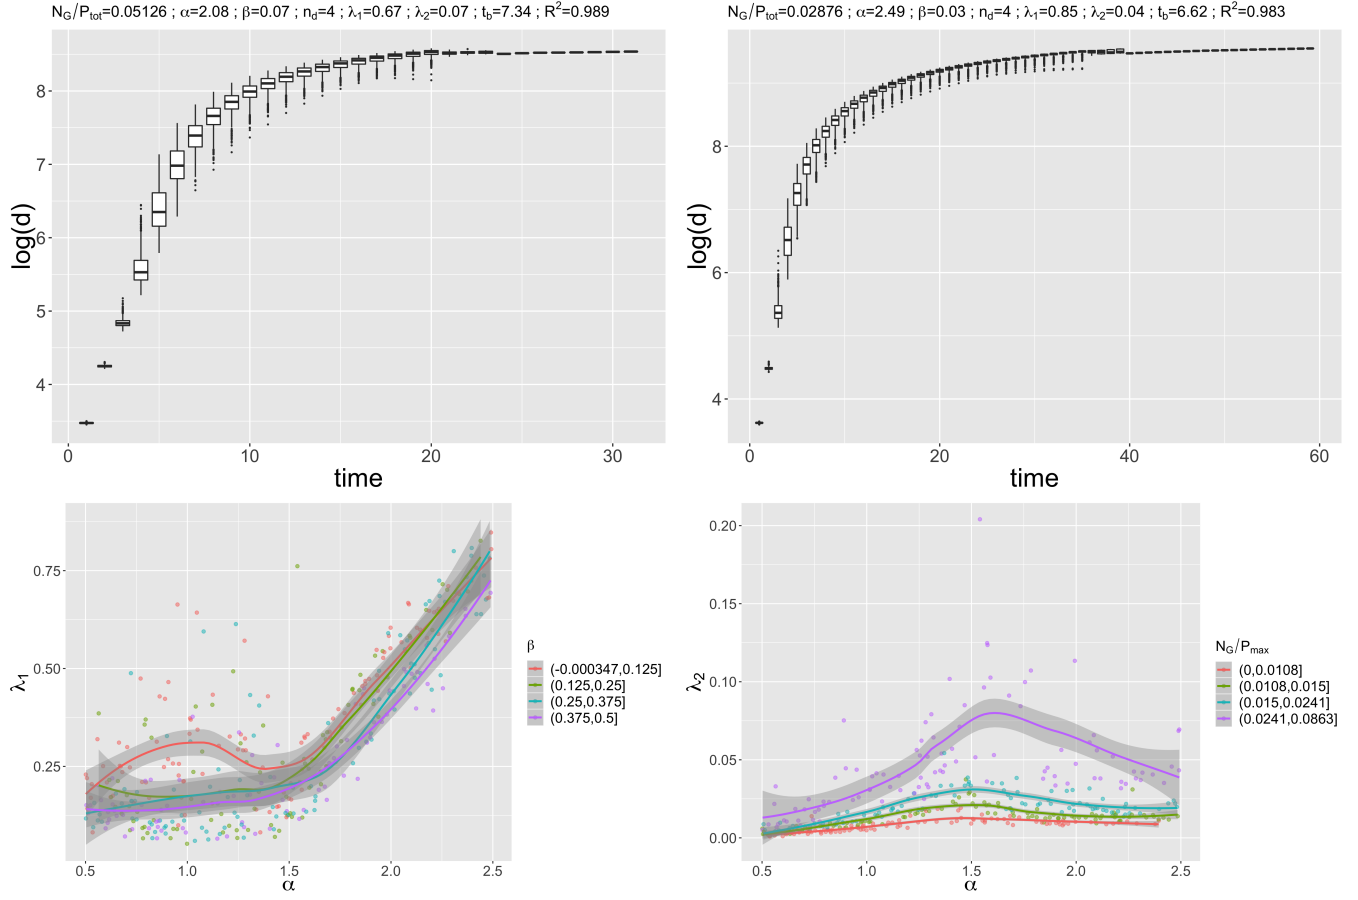 N_G/P_tot=0.05126 ; α=2.08 ; β=0.07 ; n_d=4 ; λ_1=0.67 ; λ_2=0.07 ; t_b=7.34 ; R^2=0.989
8
7
6
5
4
log(d)
0 10 20 30
time
N_G/P_tot=0.02876 ; α=2.49 ; β=0.03 ; n_d=4 ; λ_1=0.85 ; λ_2=0.04 ; t_b=6.62 ; R^2=0.983
8
6
4
log(d)
0 20 40 60
time
0.75
0.50
0.25
λ_1
0.5 1.0 1.5 2.0 2.5
α
β
(-0.000347,0.125]
(0.125,0.25]
(0.25,0.375]
(0.375,0.5]
0.20
0.15
0.10
0.05
0.00
λ_2
0.5 1.0 1.5 2.0 2.5
α
N_G/P_max
(0,0.0108]
(0.0108,0.015]
(0.015,0.0241]
(0.0241,0.0863]